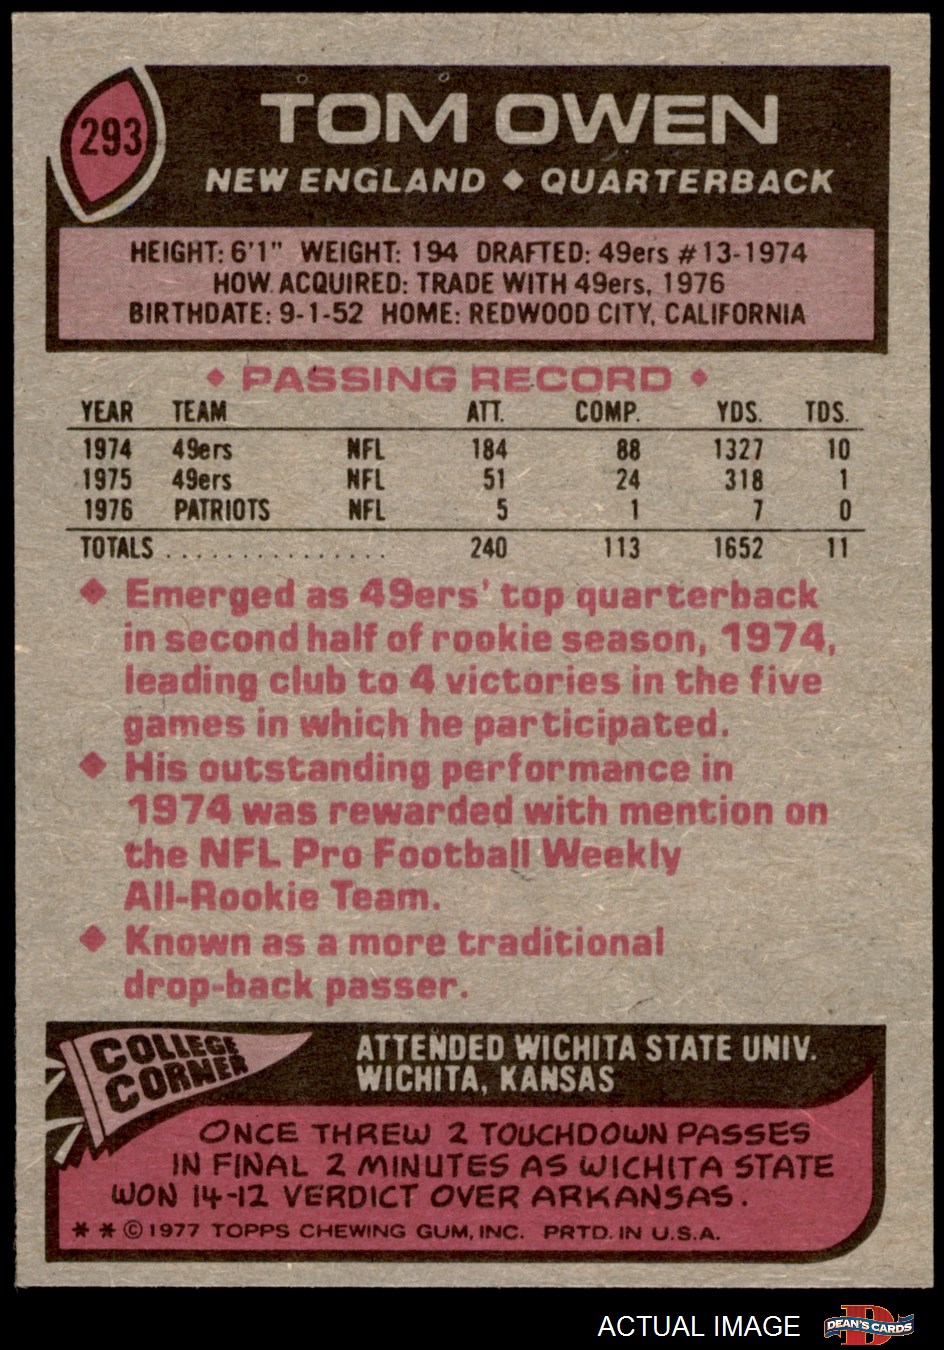 293
TOM OWEN
NEW ENGLAND ◆ QUARTERBACK
HEIGHT: 6'1" WEIGHT: 194 DRAFTED: 49ers #13-1974
HOW ACQUIRED: TRADE WITH 49ers, 1976
BIRTHDATE: 9-1-52 HOME: REDWOOD CITY, CALIFORNIA
◆ PASSING RECORD ◆
YEAR TEAM ATT. COMP. YDS. TDS.
1974 49ers NFL 184 88 1327 10
1975 49ers NFL 51 24 318 1
1976 PATRIOTS NFL 5 1 7 0
TOTALS . . . . . . . . . . . . . . . . . 240 113 1652 11
◆ Emerged as 49ers' top quarterback
in second half of rookie season, 1974,
leading club to 4 victories in the five
games in which he participated.
◆ His outstanding performance in
1974 was rewarded with mention on
the NFL Pro Football Weekly
All-Rookie Team.
◆ Known as a more traditional
drop-back passer.
COLLEGE
CORNER
ATTENDED WICHITA STATE UNIV.
WICHITA, KANSAS
ONCE THREW 2 TOUCHDOWN PASSES
IN FINAL 2 MINUTES AS WICHITA STATE
WON 14-12 VERDICT OVER ARKANSAS.
* * © 1977 TOPPS CHEWING GUM, INC. PRTD. IN U.S.A.
ACTUAL IMAGE
D
DEAN'S CARDS